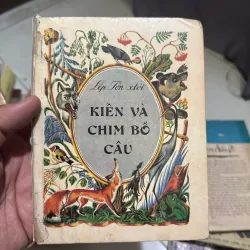 Lép Tôn-xtôi
KIẾN VÀ
CHIM BỒ
CÂU